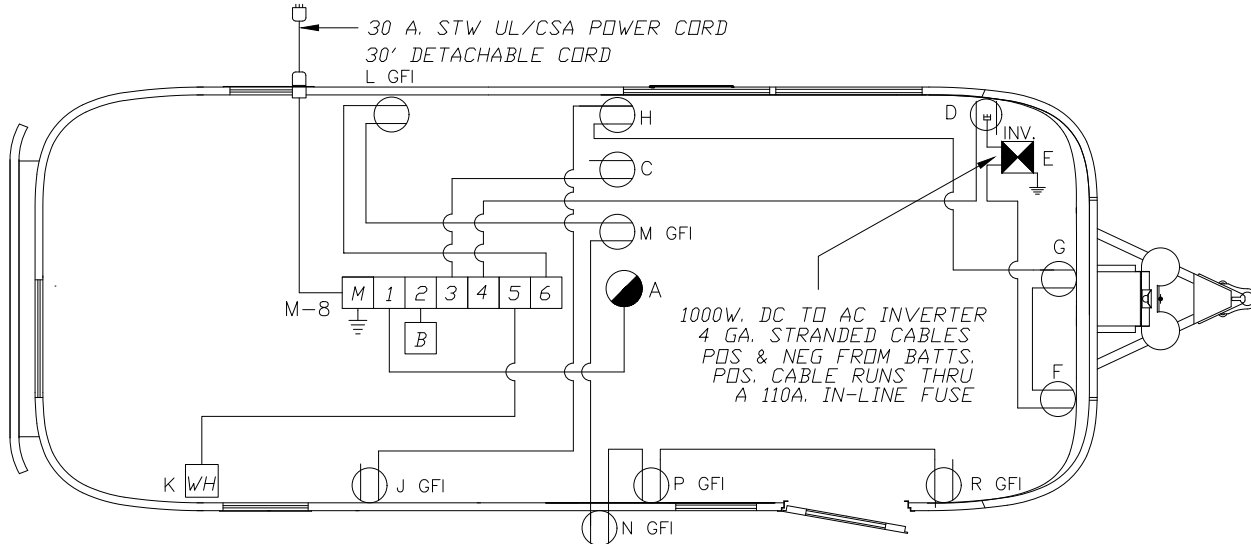 30 A. STW UL/CSA POWER CORD
30' DETACHABLE CORD
L GFI
H
D
INV.
E
C
M GFI
G
M 1 2 3 4 5 6
M-8
A
B
1000W. DC TO AC INVERTER
4 GA. STRANDED CABLES
POS & NEG FROM BATTS.
POS. CABLE RUNS THRU
A 110A. IN-LINE FUSE
F
K WH
J GFI
P GFI
R GFI
N GFI